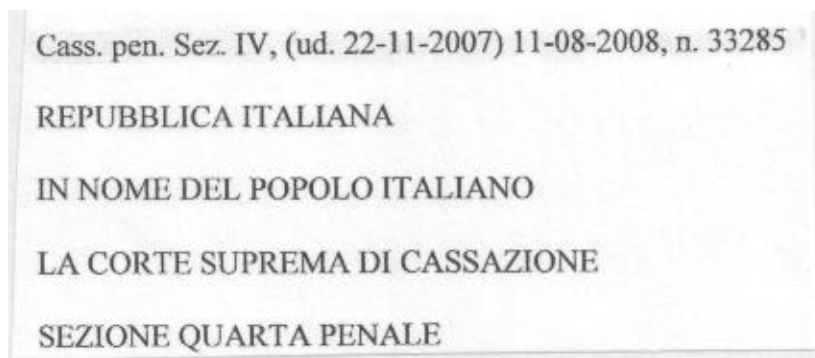 Cass. pen. Sez. IV, (ud. 22-11-2007) 11-08-2008, n. 33285
REPUBBLICA ITALIANA
IN NOME DEL POPOLO ITALIANO
LA CORTE SUPREMA DI CASSAZIONE
SEZIONE QUARTA PENALE